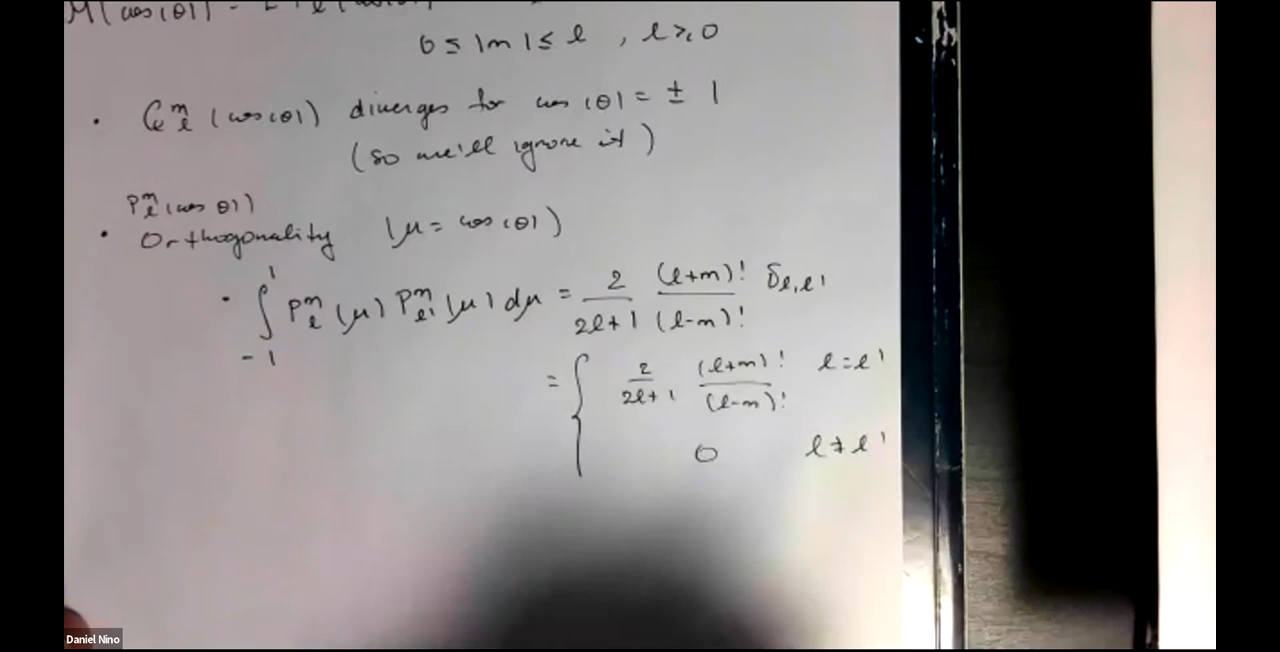 M(cos(θ)) =
0 ≤ |m| ≤ l , l ≥ 0
• Q_l^m (cos(θ)) diverges for cos(θ) = ± 1
(so we'll ignore it)
P_l^m (cos θ))
• Orthogonality (μ = cos(θ))
• ∫_{-1}^{1} P_l^m (μ) P_{l'}^m (μ) dμ = 2/(2l+1) (l+m)!/(l-m)! δ_{l,l'}
= { 2/(2l+1) (l+m)!/(l-m)! l = l'
0 l ≠ l'
Daniel Nino